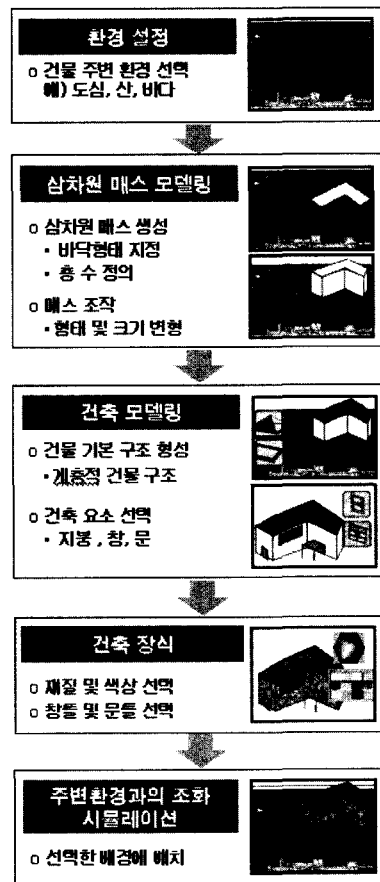 환경 설정
o 건물 주변 환경 선택
예) 도심, 산, 바다
삼차원 매스 모델링
o 삼차원 매스 생성
• 바닥형태 지정
• 층 수 정의
o 매스 조작
• 형태 및 크기 변형
건축 모델링
o 건물 기본 구조 형성
• 계층적 건물 구조
o 건축 요소 선택
• 지붕, 창, 문
건축 장식
o 재질 및 색상 선택
o 창틀 및 문틀 선택
주변환경과의 조화
시뮬레이션
o 선택한 배경에 배치